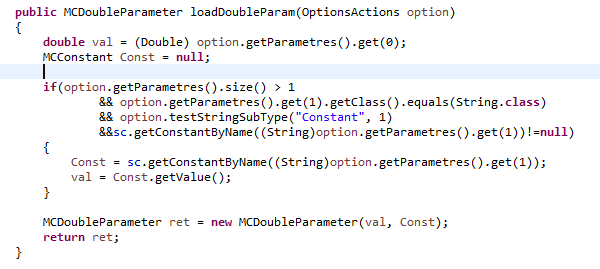 public MCDoubleParameter loadDoubleParam(OptionsActions option)
{
    double val = (Double) option.getParametres().get(0);
    MCConstant Const = null;

    if(option.getParametres().size() > 1
            && option.getParametres().get(1).getClass().equals(String.class)
            && option.testStringSubType("Constant", 1)
            &&sc.getConstantByName((String)option.getParametres().get(1))!=null)
    {
        Const = sc.getConstantByName((String)option.getParametres().get(1));
        val = Const.getValue();
    }

    MCDoubleParameter ret = new MCDoubleParameter(val, Const);
    return ret;
}